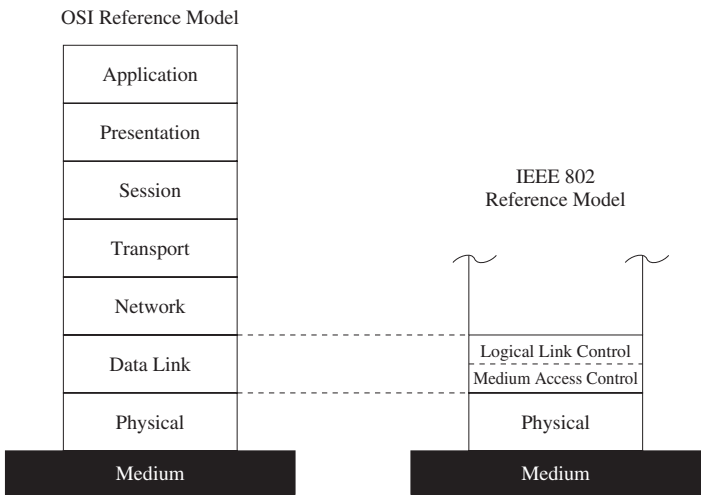 OSI Reference Model
Application
Presentation
Session
Transport
Network
Data Link
Physical
Medium
IEEE 802
Reference Model
Logical Link Control
Medium Access Control
Physical
Medium